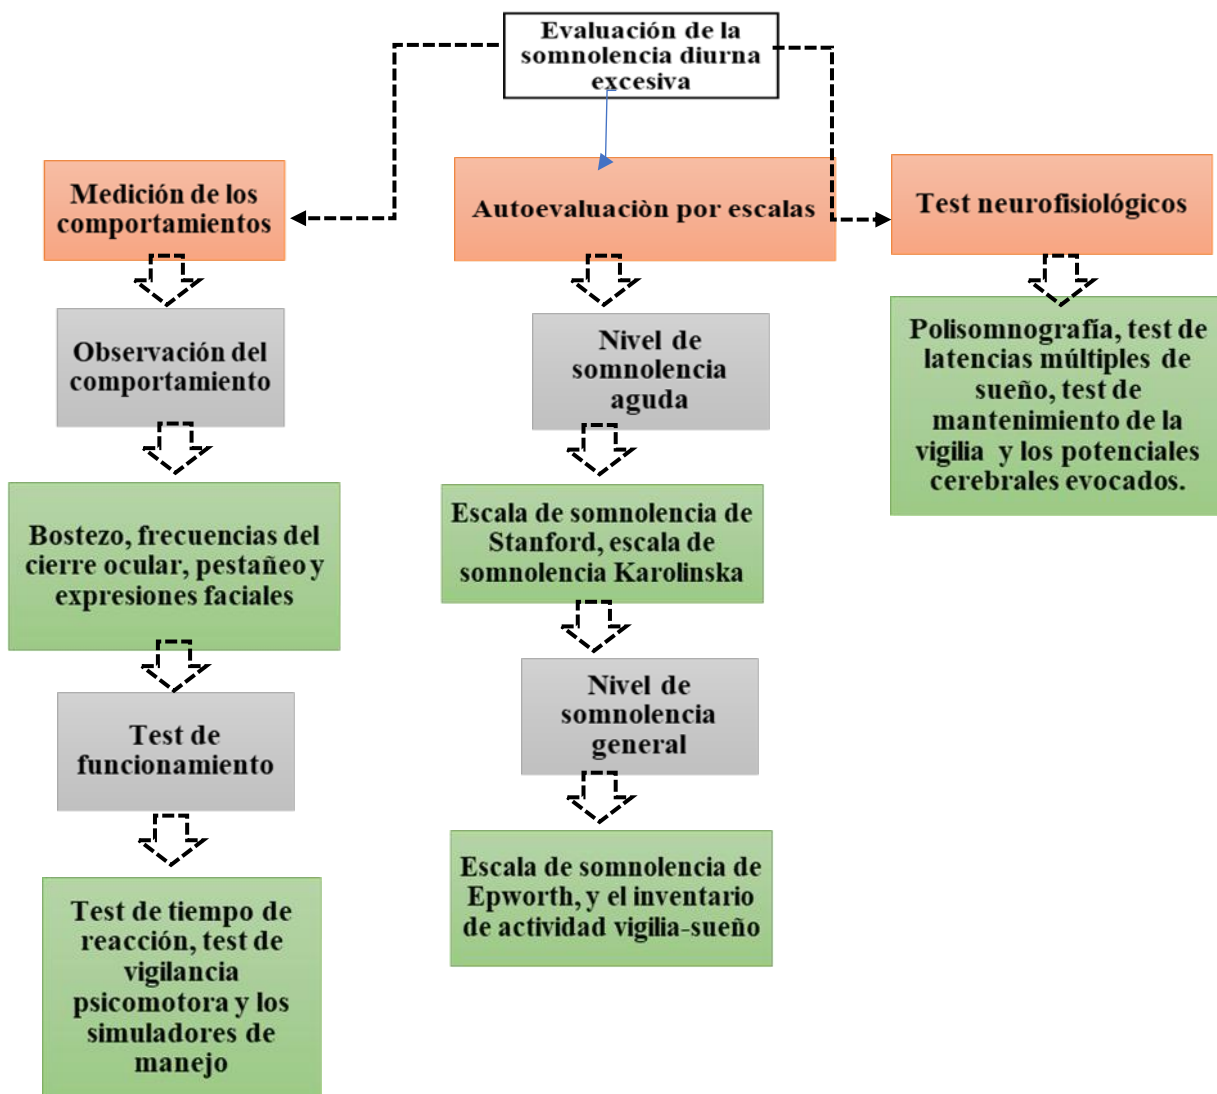 Evaluación de la
somnolencia diurna
excesiva
Medición de los
comportamientos
Observación del
comportamiento
Bostezo, frecuencias del
cierre ocular, pestañeo y
expresiones faciales
Test de
funcionamiento
Test de tiempo de
reacción, test de
vigilancia
psicomotora y los
simuladores de
manejo
Autoevaluaciòn por escalas
Nivel de
somnolencia
aguda
Escala de somnolencia de
Stanford, escala de
somnolencia Karolinska
Nivel de
somnolencia
general
Escala de somnolencia de
Epworth, y el inventario
de actividad vigilia-sueño
Test neurofisiológicos
Polisomnografía, test de
latencias múltiples de
sueño, test de
mantenimiento de la
vigilia y los potenciales
cerebrales evocados.